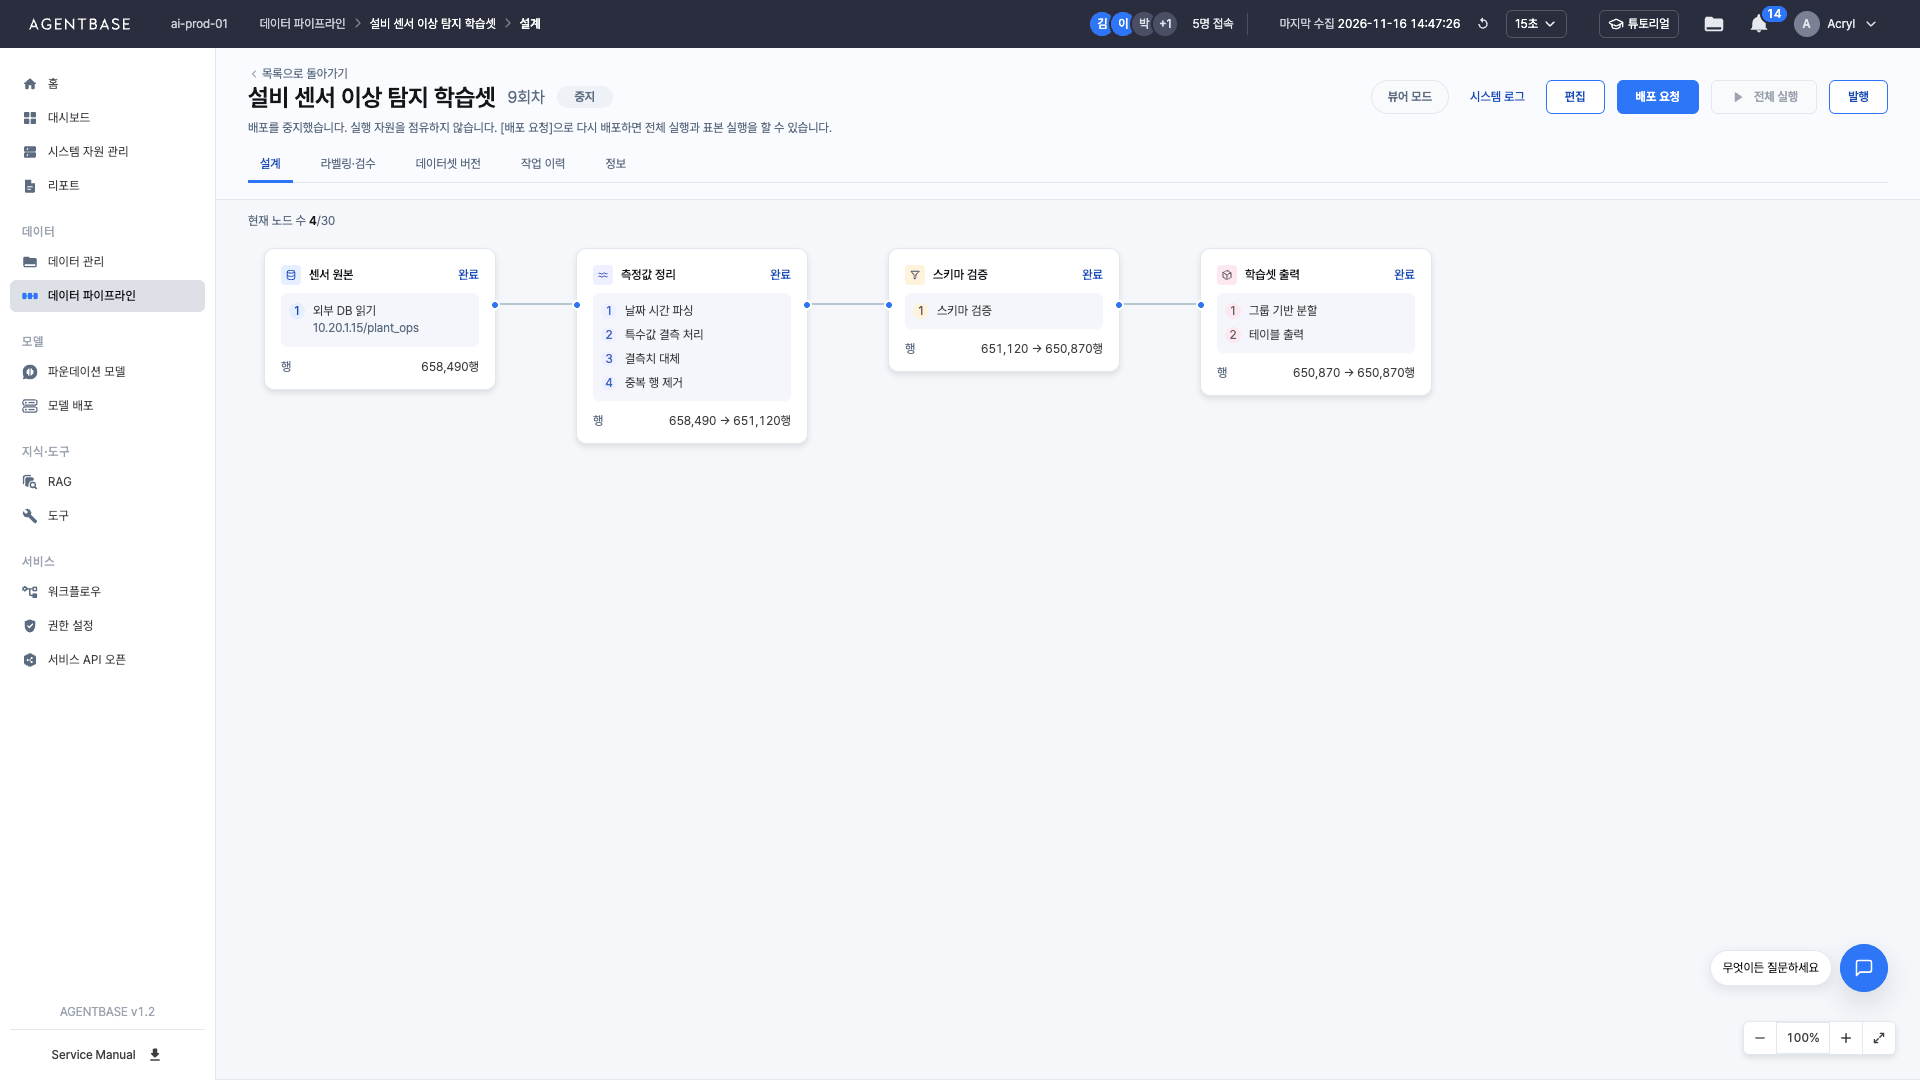 AGENTBASE
ai-prod-01
데이터 파이프라인 > 설비 센서 이상 탐지 학습셋 > 설계
김 이 박 +1 5명 접속
마지막 수집 2026-11-16 14:47:26
15초
튜토리얼
14
A Acryl
홈
대시보드
시스템 자원 관리
리포트
데이터
데이터 관리
데이터 파이프라인
모델
파운데이션 모델
모델 배포
지식·도구
RAG
도구
서비스
워크플로우
권한 설정
서비스 API 오픈
AGENTBASE v1.2
Service Manual
목록으로 돌아가기
설비 센서 이상 탐지 학습셋 9회차 중지
배포를 중지했습니다. 실행 자원을 점유하지 않습니다. [배포 요청]으로 다시 배포하면 전체 실행과 표본 실행을 할 수 있습니다.
뷰어 모드 시스템 로그 편집 배포 요청 전체 실행 발행
설계 라벨링·검수 데이터셋 버전 작업 이력 정보
현재 노드 수 4/30
센서 원본 완료
1 외부 DB 읽기
10.20.1.15/plant_ops
행 658,490행
측정값 정리 완료
1 날짜 시간 파싱
2 특수값 결측 처리
3 결측치 대체
4 중복 행 제거
행 658,490 → 651,120행
스키마 검증 완료
1 스키마 검증
행 651,120 → 650,870행
학습셋 출력 완료
1 그룹 기반 분할
2 테이블 출력
행 650,870 → 650,870행
무엇이든 질문하세요
100%